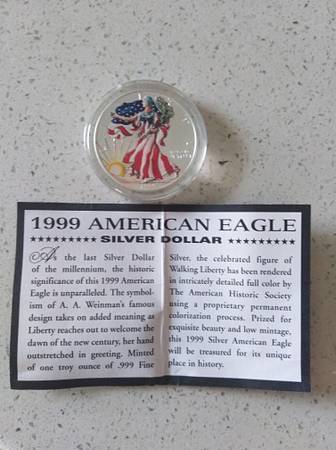 1999 AMERICAN EAGLE
SILVER DOLLAR
As the last Silver Dollar
of the millennium, the historic
significance of this 1999 American
Eagle is unparalleled. The symbol-
ism of A. A. Weinman's famous
design takes on added meaning as
Liberty reaches out to welcome the
dawn of the new century, her hand
outstretched in greeting. Minted
of one troy ounce of .999 Fine
Silver, the celebrated figure of
Walking Liberty has been rendered
in intricately detailed full color by
The American Historic Society
using a proprietary permanent
colorization process. Prized for
exquisite beauty and low mintage,
this 1999 Silver American Eagle
will be treasured for its unique
place in history.